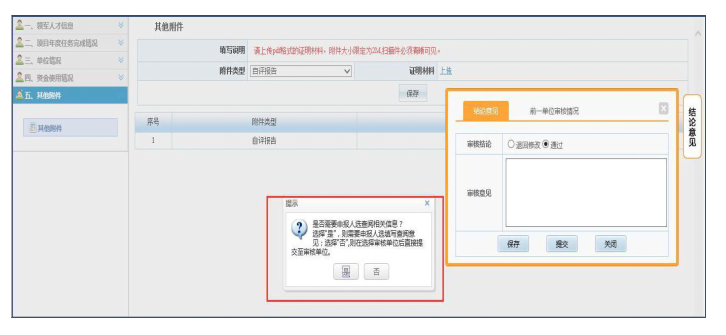 一、领军人才信息
二、项目年度任务完成情况
三、单位情况
四、资金使用情况
五、其他附件
其他附件
其他附件
填写说明 请上传pdf格式的证明材料，附件大小限定为2M,扫描件必须清晰可见。
附件类型 自评报告 证明材料 上传
保存
序号 附件类型
1 自评报告
结论意见 前一单位审核情况
审核结论 退回修改 通过
审核意见
保存 提交 关闭
结论意见
提示
是否需要申报人选查阅相关信息？
选择"是"，则需要申报人选填写查阅意
见；选择"否",则在选择审核单位后直接提
交至审核单位。
是 否